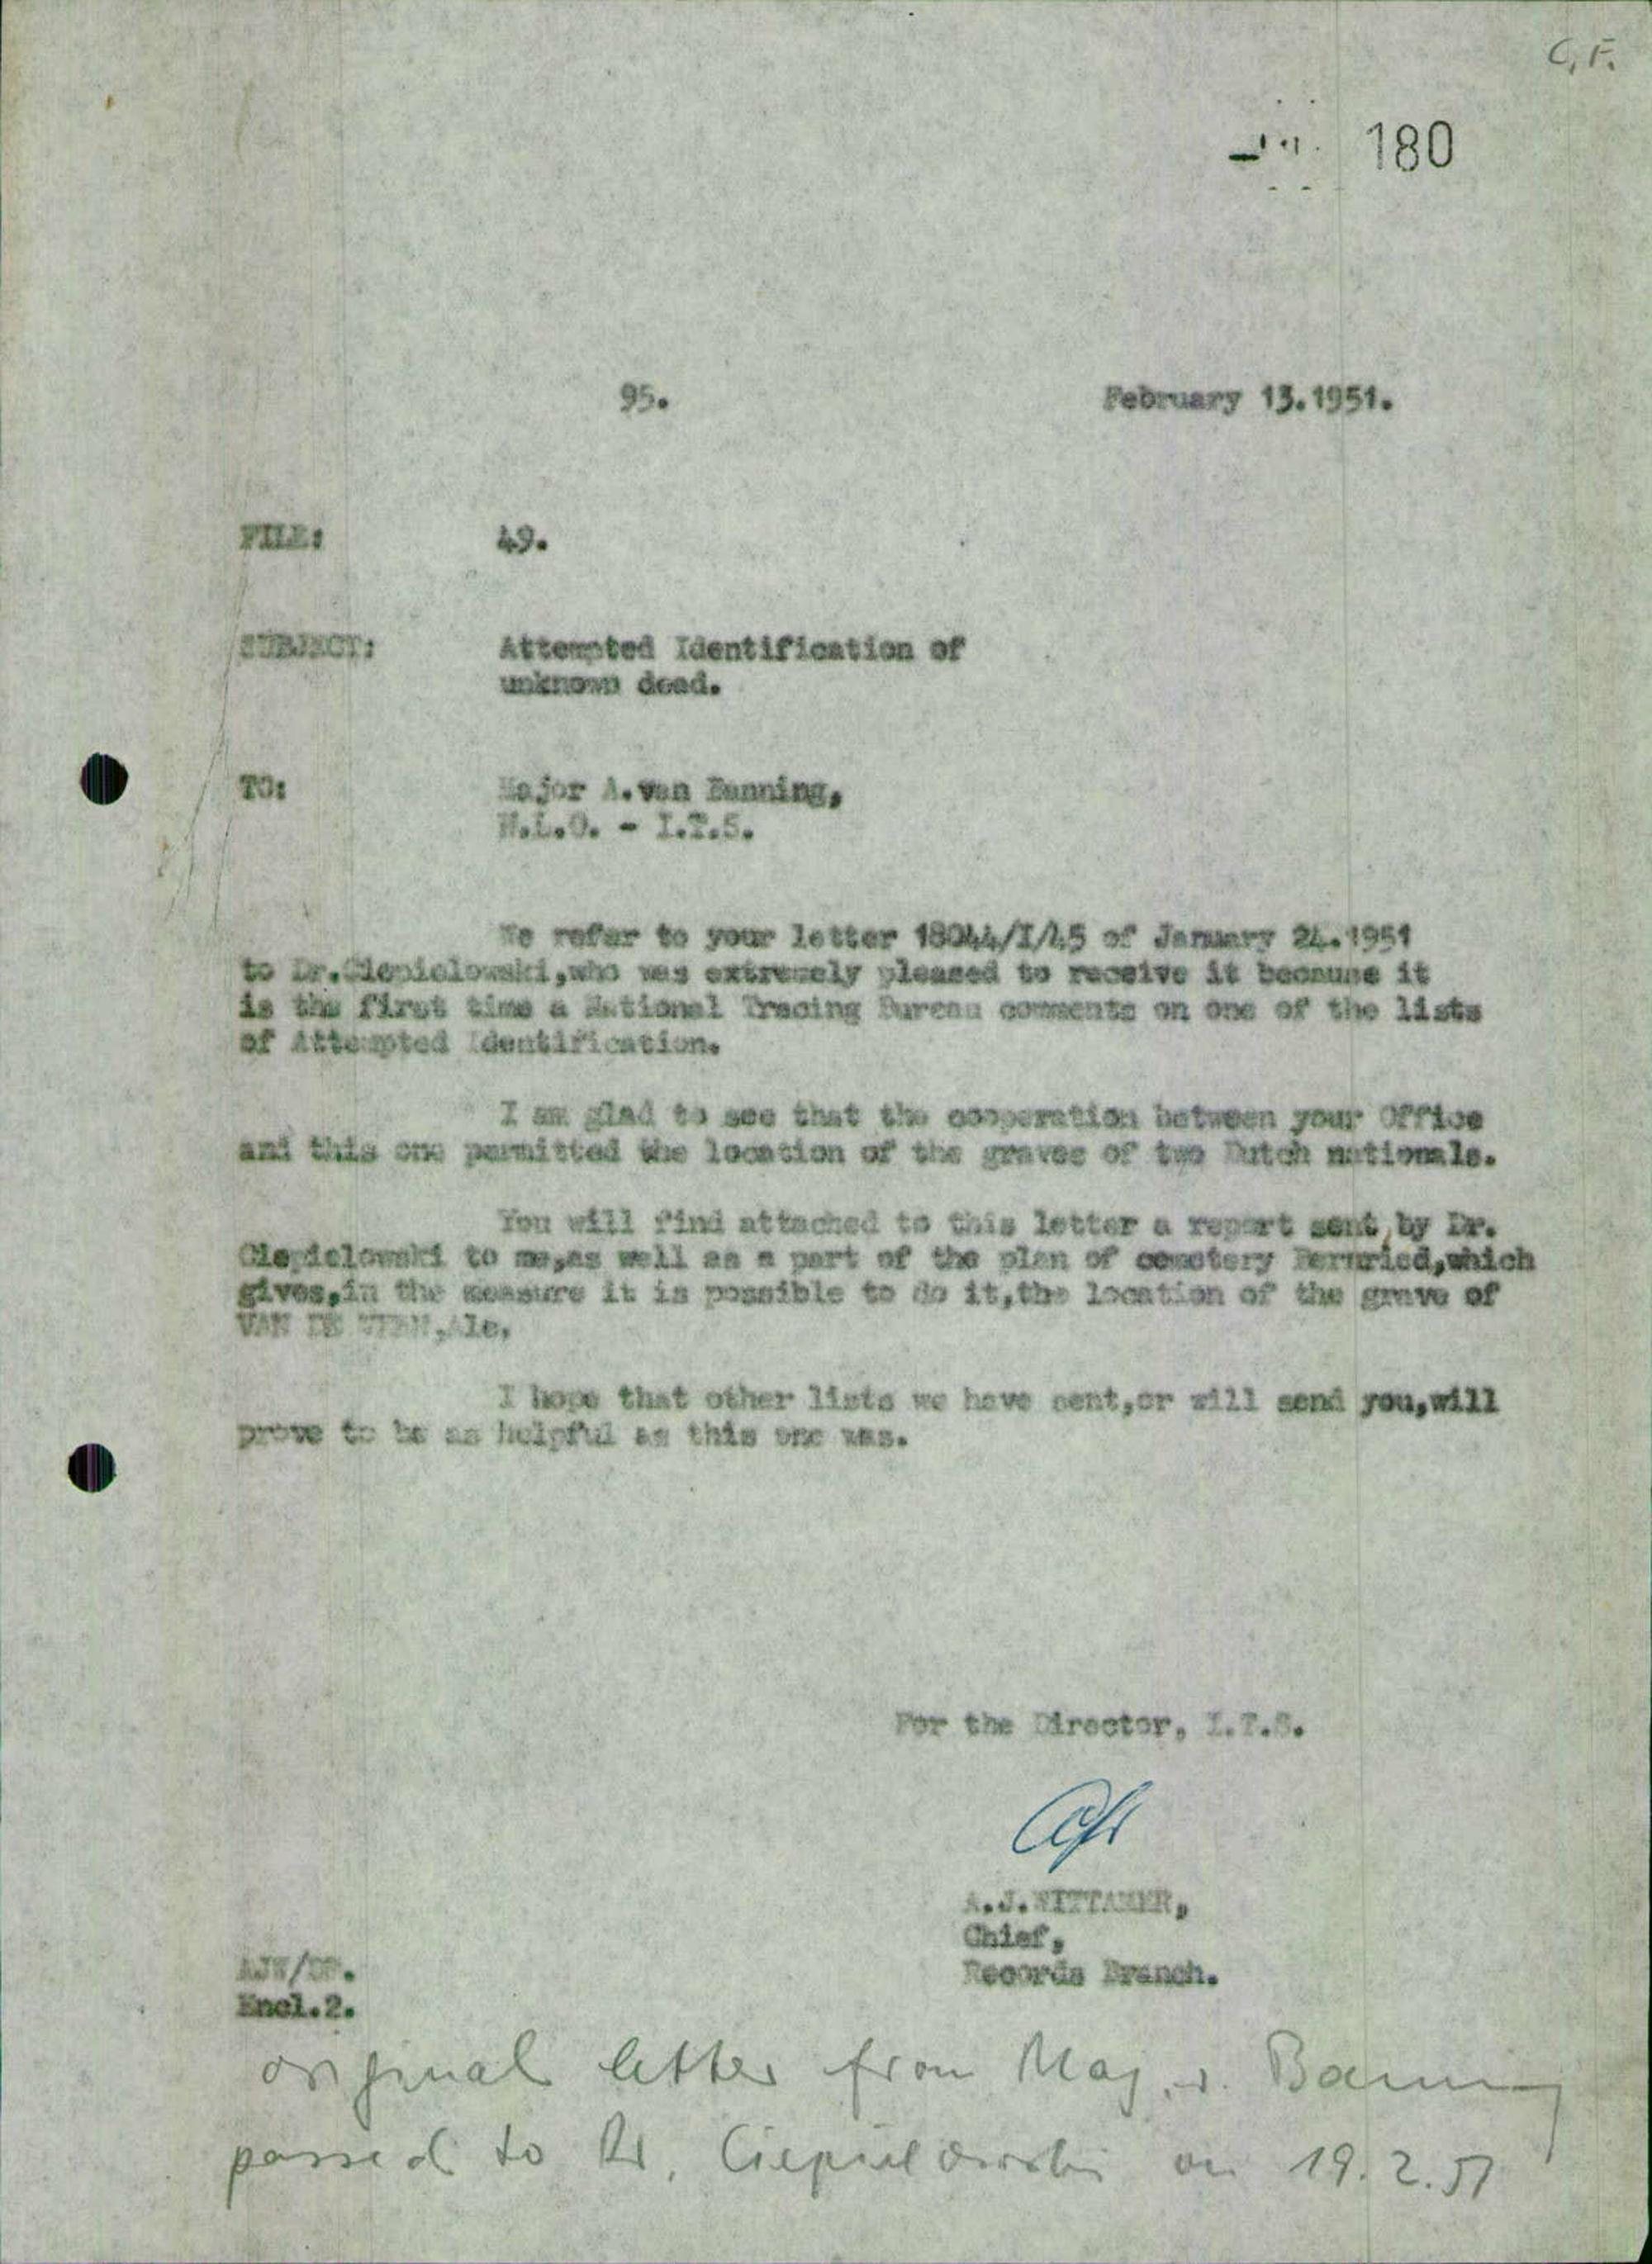 C.F.
180
95. February 13.1951.
FILE: 49.
SUBJECT: Attempted Identification of
unknown dead.
TO: Major A.van Banning,
N.L.O. - I.T.S.
We refer to your letter 18044/I/45 of January 24.1951
to Dr.Ciepielowski,who was extremely pleased to receive it because it
is the first time a National Tracing Bureau comments on one of the lists
of Attempted Identification.
I am glad to see that the cooperation between your Office
and this one permitted the location of the graves of two Dutch nationals.
You will find attached to this letter a report sent by Dr.
Ciepielowski to me,as well as a part of the plan of cemetery which
gives,in the measure it is possible to do it,the location of the grave of
VAN DE
I hope that other lists we have sent,or will send you,will
prove to be as helpful as this one was.
For the Director, I.T.S.
A.J.WITTAMER,
Chief,
Records Branch.
Encl.2.
original letter from Maj. v. Banning
passed to Dr. Ciepielowski on 19.2.51